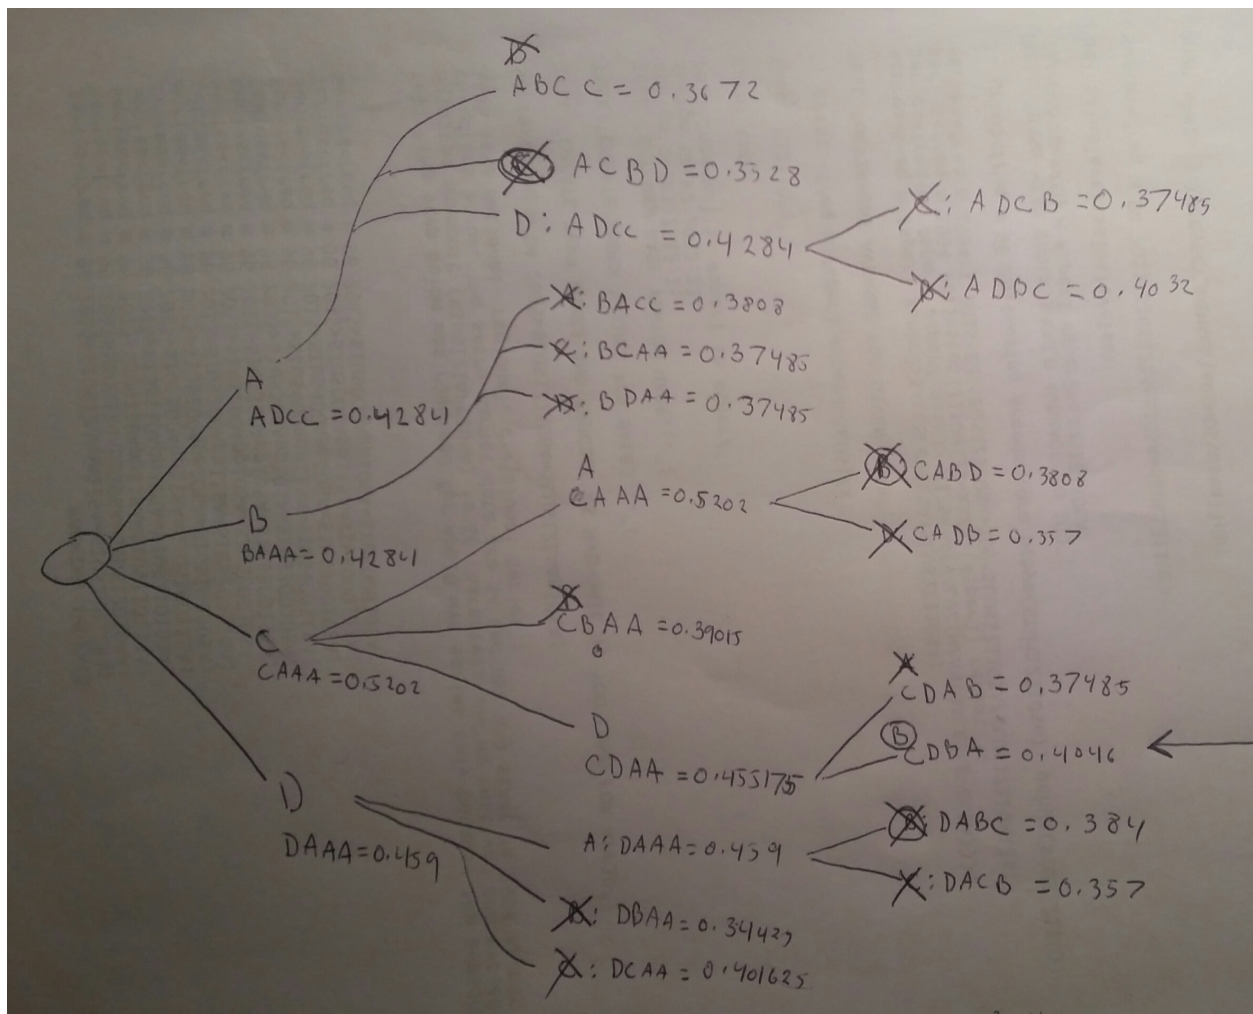 B
ABCC = 0.3672
ACBD = 0.3528
D: ADCC = 0.4284
C: ADCB = 0.37485
B: ADBC = 0.4032
A: BACC = 0.3808
C: BCAA = 0.37485
D: BDAA = 0.37485
A
ADCC = 0.4284
B
BAAA = 0.4284
C
CAAA = 0.5202
D
DAAA = 0.459
A
CAAA = 0.5202
B CABD = 0.3808
D: CADB = 0.357
B
CBAA = 0.39015
D
CDAA = 0.455175
A
CDAB = 0.37485
B
CDBA = 0.4046
A: DAAA = 0.459
B: DABC = 0.384
C: DACB = 0.357
B: DBAA = 0.34425
C: DCAA = 0.401625